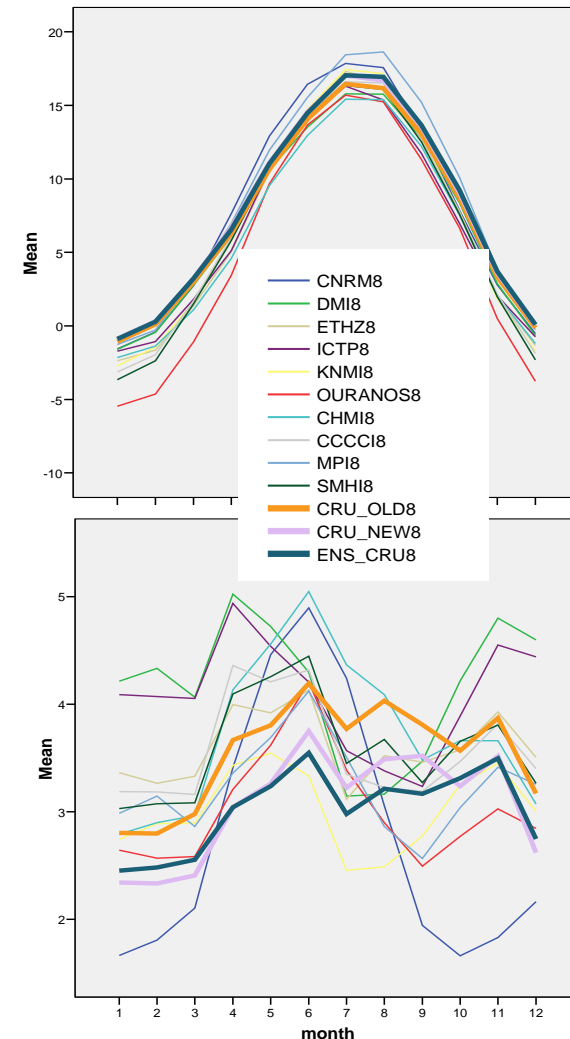 20
15
10
5
0
-5
-10
Mean
CNRM8
DMI8
ETHZ8
ICTP8
KNMI8
OURANOS8
CHMI8
CCCCI8
MPI8
SMHI8
CRU_OLD8
CRU_NEW8
ENS_CRU8
5
4
3
2
Mean
1 2 3 4 5 6 7 8 9 10 11 12
month